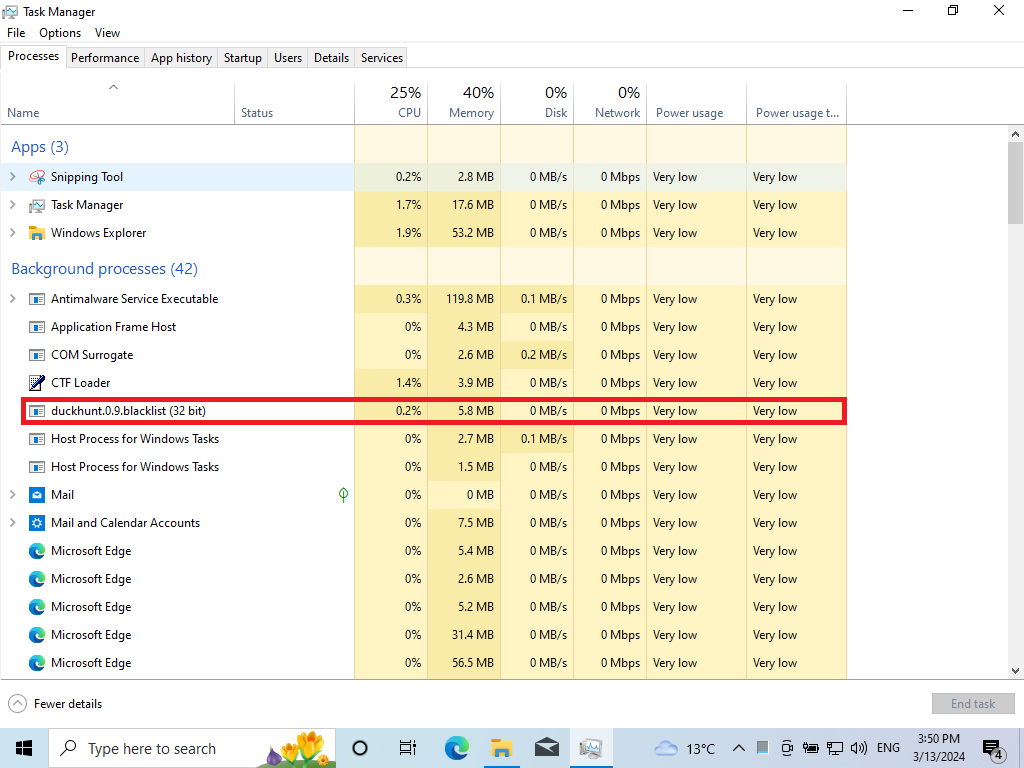 Task Manager
File Options View
Processes Performance App history Startup Users Details Services
25% 40% 0% 0%
Name Status CPU Memory Disk Network Power usage Power usage t...
Apps (3)
Snipping Tool 0.2% 2.8 MB 0 MB/s 0 Mbps Very low Very low
Task Manager 1.7% 17.6 MB 0 MB/s 0 Mbps Very low Very low
Windows Explorer 1.9% 53.2 MB 0 MB/s 0 Mbps Very low Very low
Background processes (42)
Antimalware Service Executable 0.3% 119.8 MB 0.1 MB/s 0 Mbps Very low Very low
Application Frame Host 0% 4.3 MB 0 MB/s 0 Mbps Very low Very low
COM Surrogate 0% 2.6 MB 0.2 MB/s 0 Mbps Very low Very low
CTF Loader 1.4% 3.9 MB 0 MB/s 0 Mbps Very low Very low
duckhunt.0.9.blacklist (32 bit) 0.2% 5.8 MB 0 MB/s 0 Mbps Very low Very low
Host Process for Windows Tasks 0% 2.7 MB 0.1 MB/s 0 Mbps Very low Very low
Host Process for Windows Tasks 0% 1.5 MB 0 MB/s 0 Mbps Very low Very low
Mail 0% 0 MB 0 MB/s 0 Mbps Very low Very low
Mail and Calendar Accounts 0% 7.5 MB 0 MB/s 0 Mbps Very low Very low
Microsoft Edge 0% 5.4 MB 0 MB/s 0 Mbps Very low Very low
Microsoft Edge 0% 2.6 MB 0 MB/s 0 Mbps Very low Very low
Microsoft Edge 0% 5.2 MB 0 MB/s 0 Mbps Very low Very low
Microsoft Edge 0% 31.4 MB 0 MB/s 0 Mbps Very low Very low
Microsoft Edge 0% 56.5 MB 0 MB/s 0 Mbps Very low Very low
Fewer details End task
Type here to search 13°C ENG 3:50 PM
3/13/2024 4